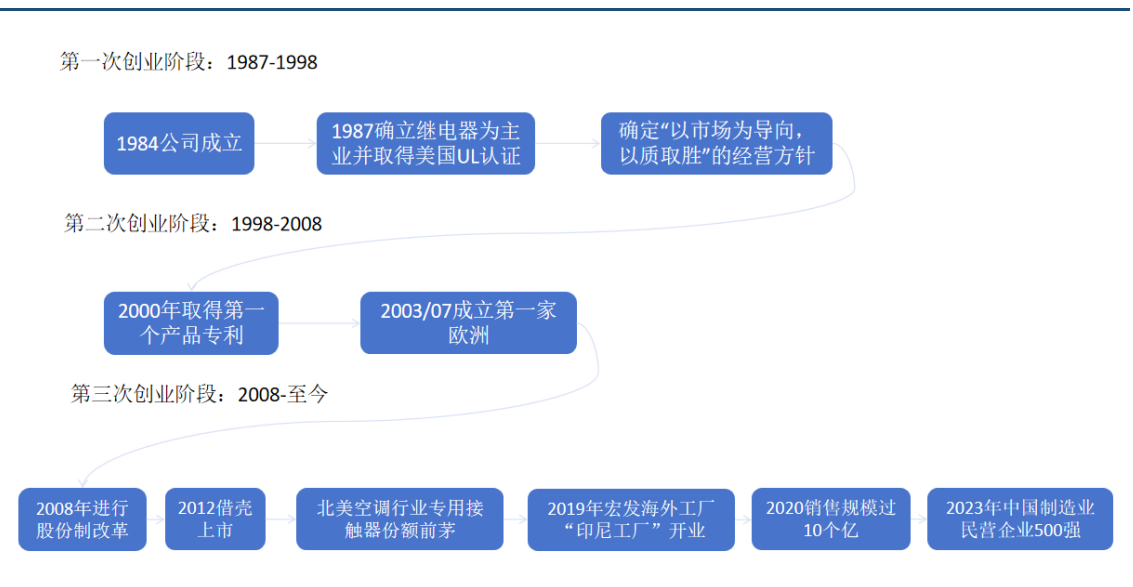 第一次创业阶段：1987-1998
1984公司成立
1987确立继电器为主
业并取得美国UL认证
确定“以市场为导向，
以质取胜”的经营方针
第二次创业阶段：1998-2008
2000年取得第一
个产品专利
2003/07成立第一家
欧洲
第三次创业阶段：2008-至今
2008年进行
股份制改革
2012借壳
上市
北美空调行业专用接
触器份额前茅
2019年宏发海外工厂
“印尼工厂”开业
2020销售规模过
10个亿
2023年中国制造业
民营企业500强